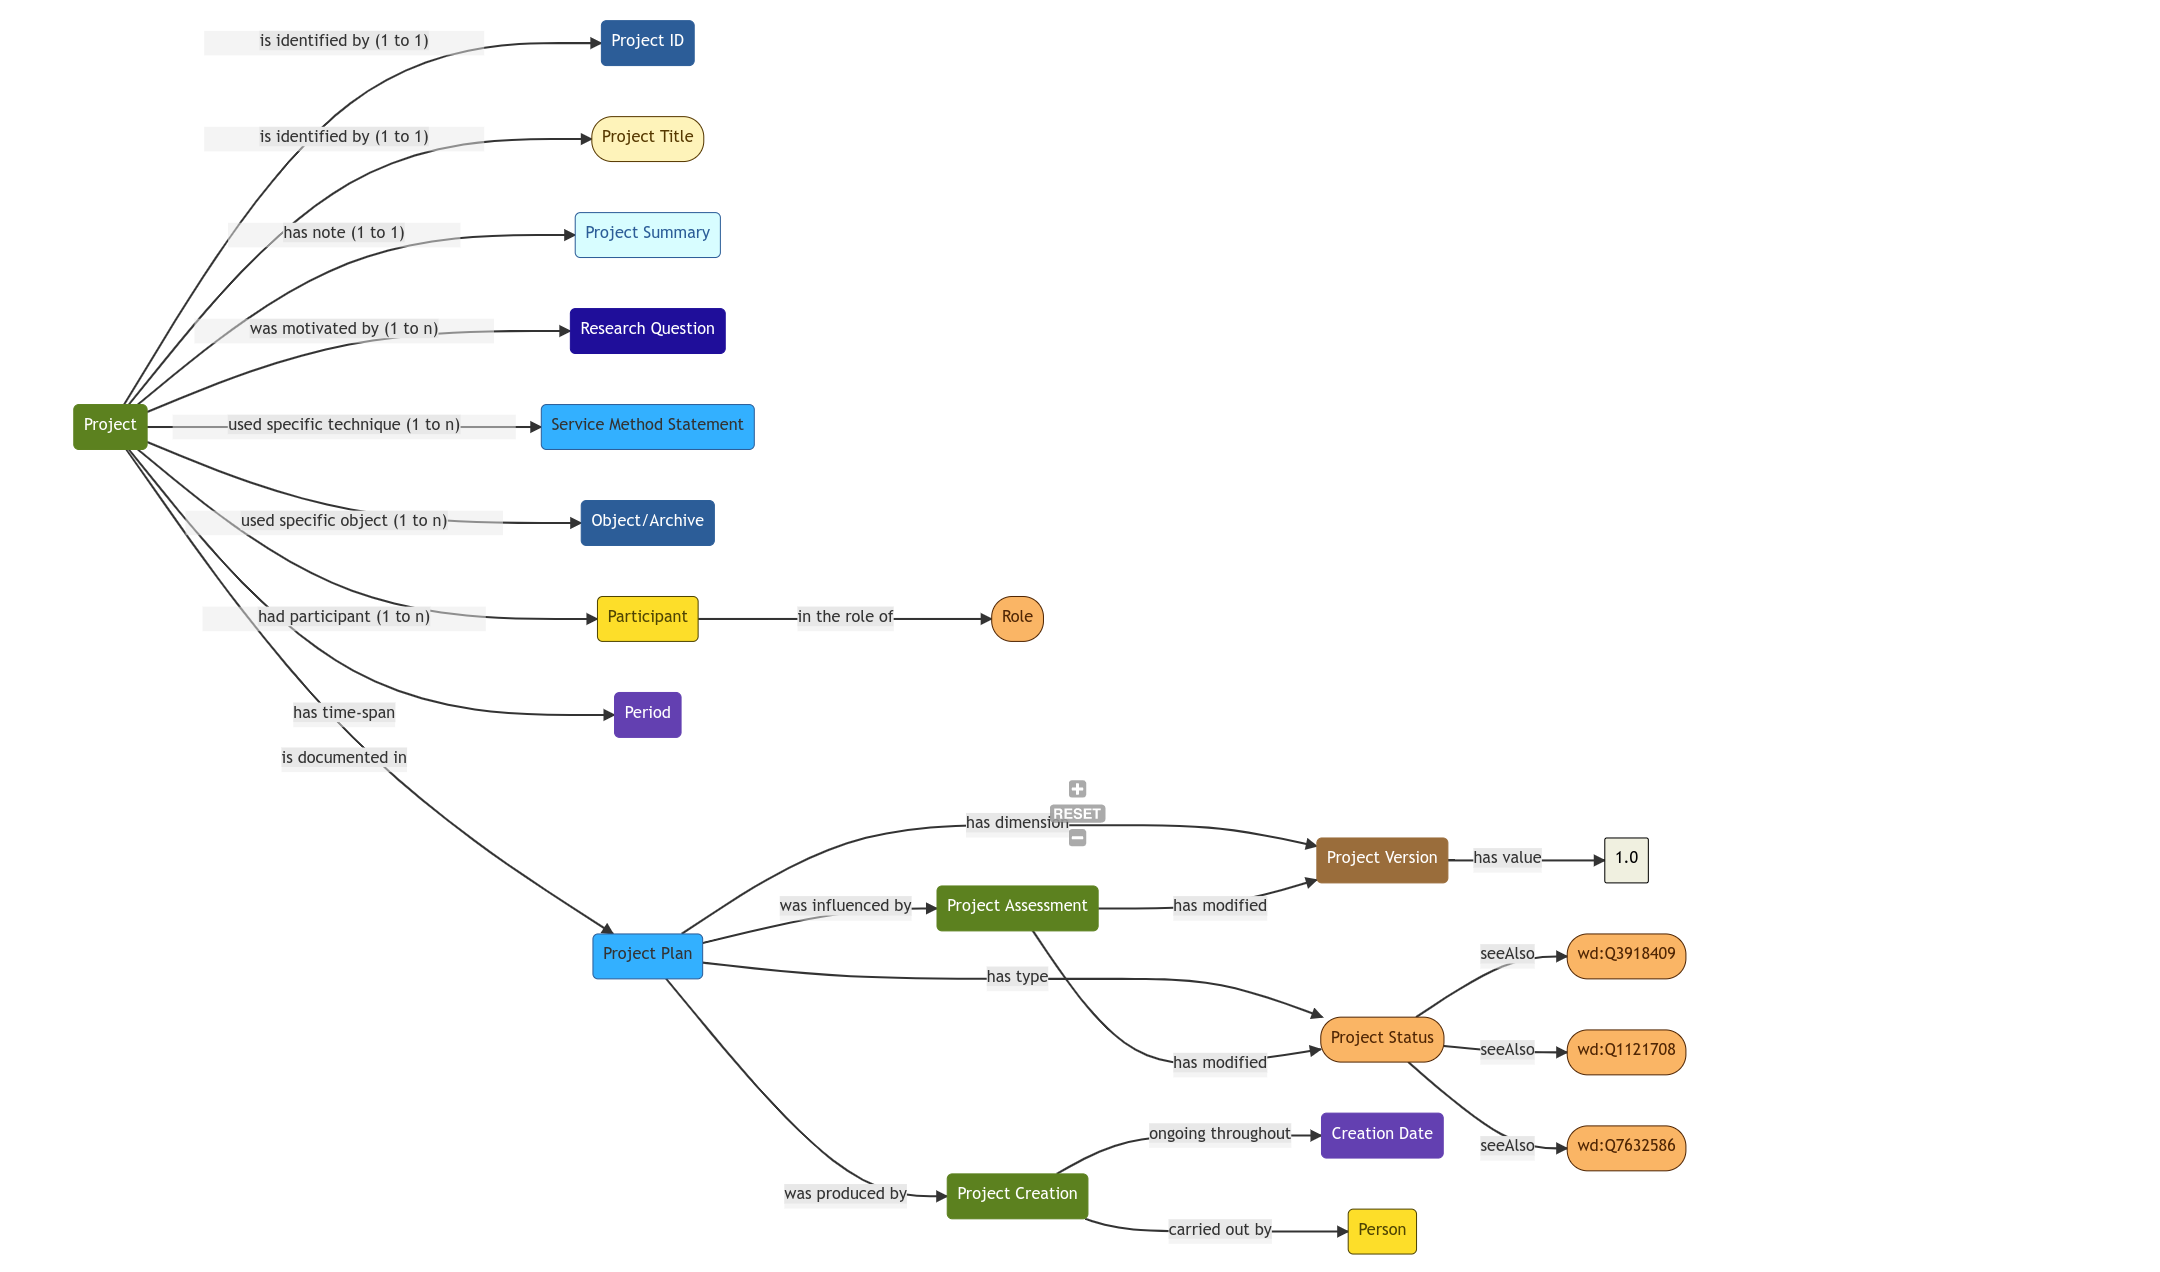 is identified by (1 to 1)
Project ID
is identified by (1 to 1)
Project Title
has note (1 to 1)
Project Summary
was motivated by (1 to n)
Research Question
Project
used specific technique (1 to n)
Service Method Statement
used specific object (1 to n)
Object/Archive
had participant (1 to n)
Participant
in the role of
Role
has time-span
Period
is documented in
Project Plan
has dimension
RESET
Project Version
has value
1.0
was influenced by
Project Assessment
has modified
has type
Project Status
has modified
seeAlso
wd:Q3918409
seeAlso
wd:Q1121708
seeAlso
wd:Q7632586
was produced by
Project Creation
ongoing throughout
Creation Date
carried out by
Person